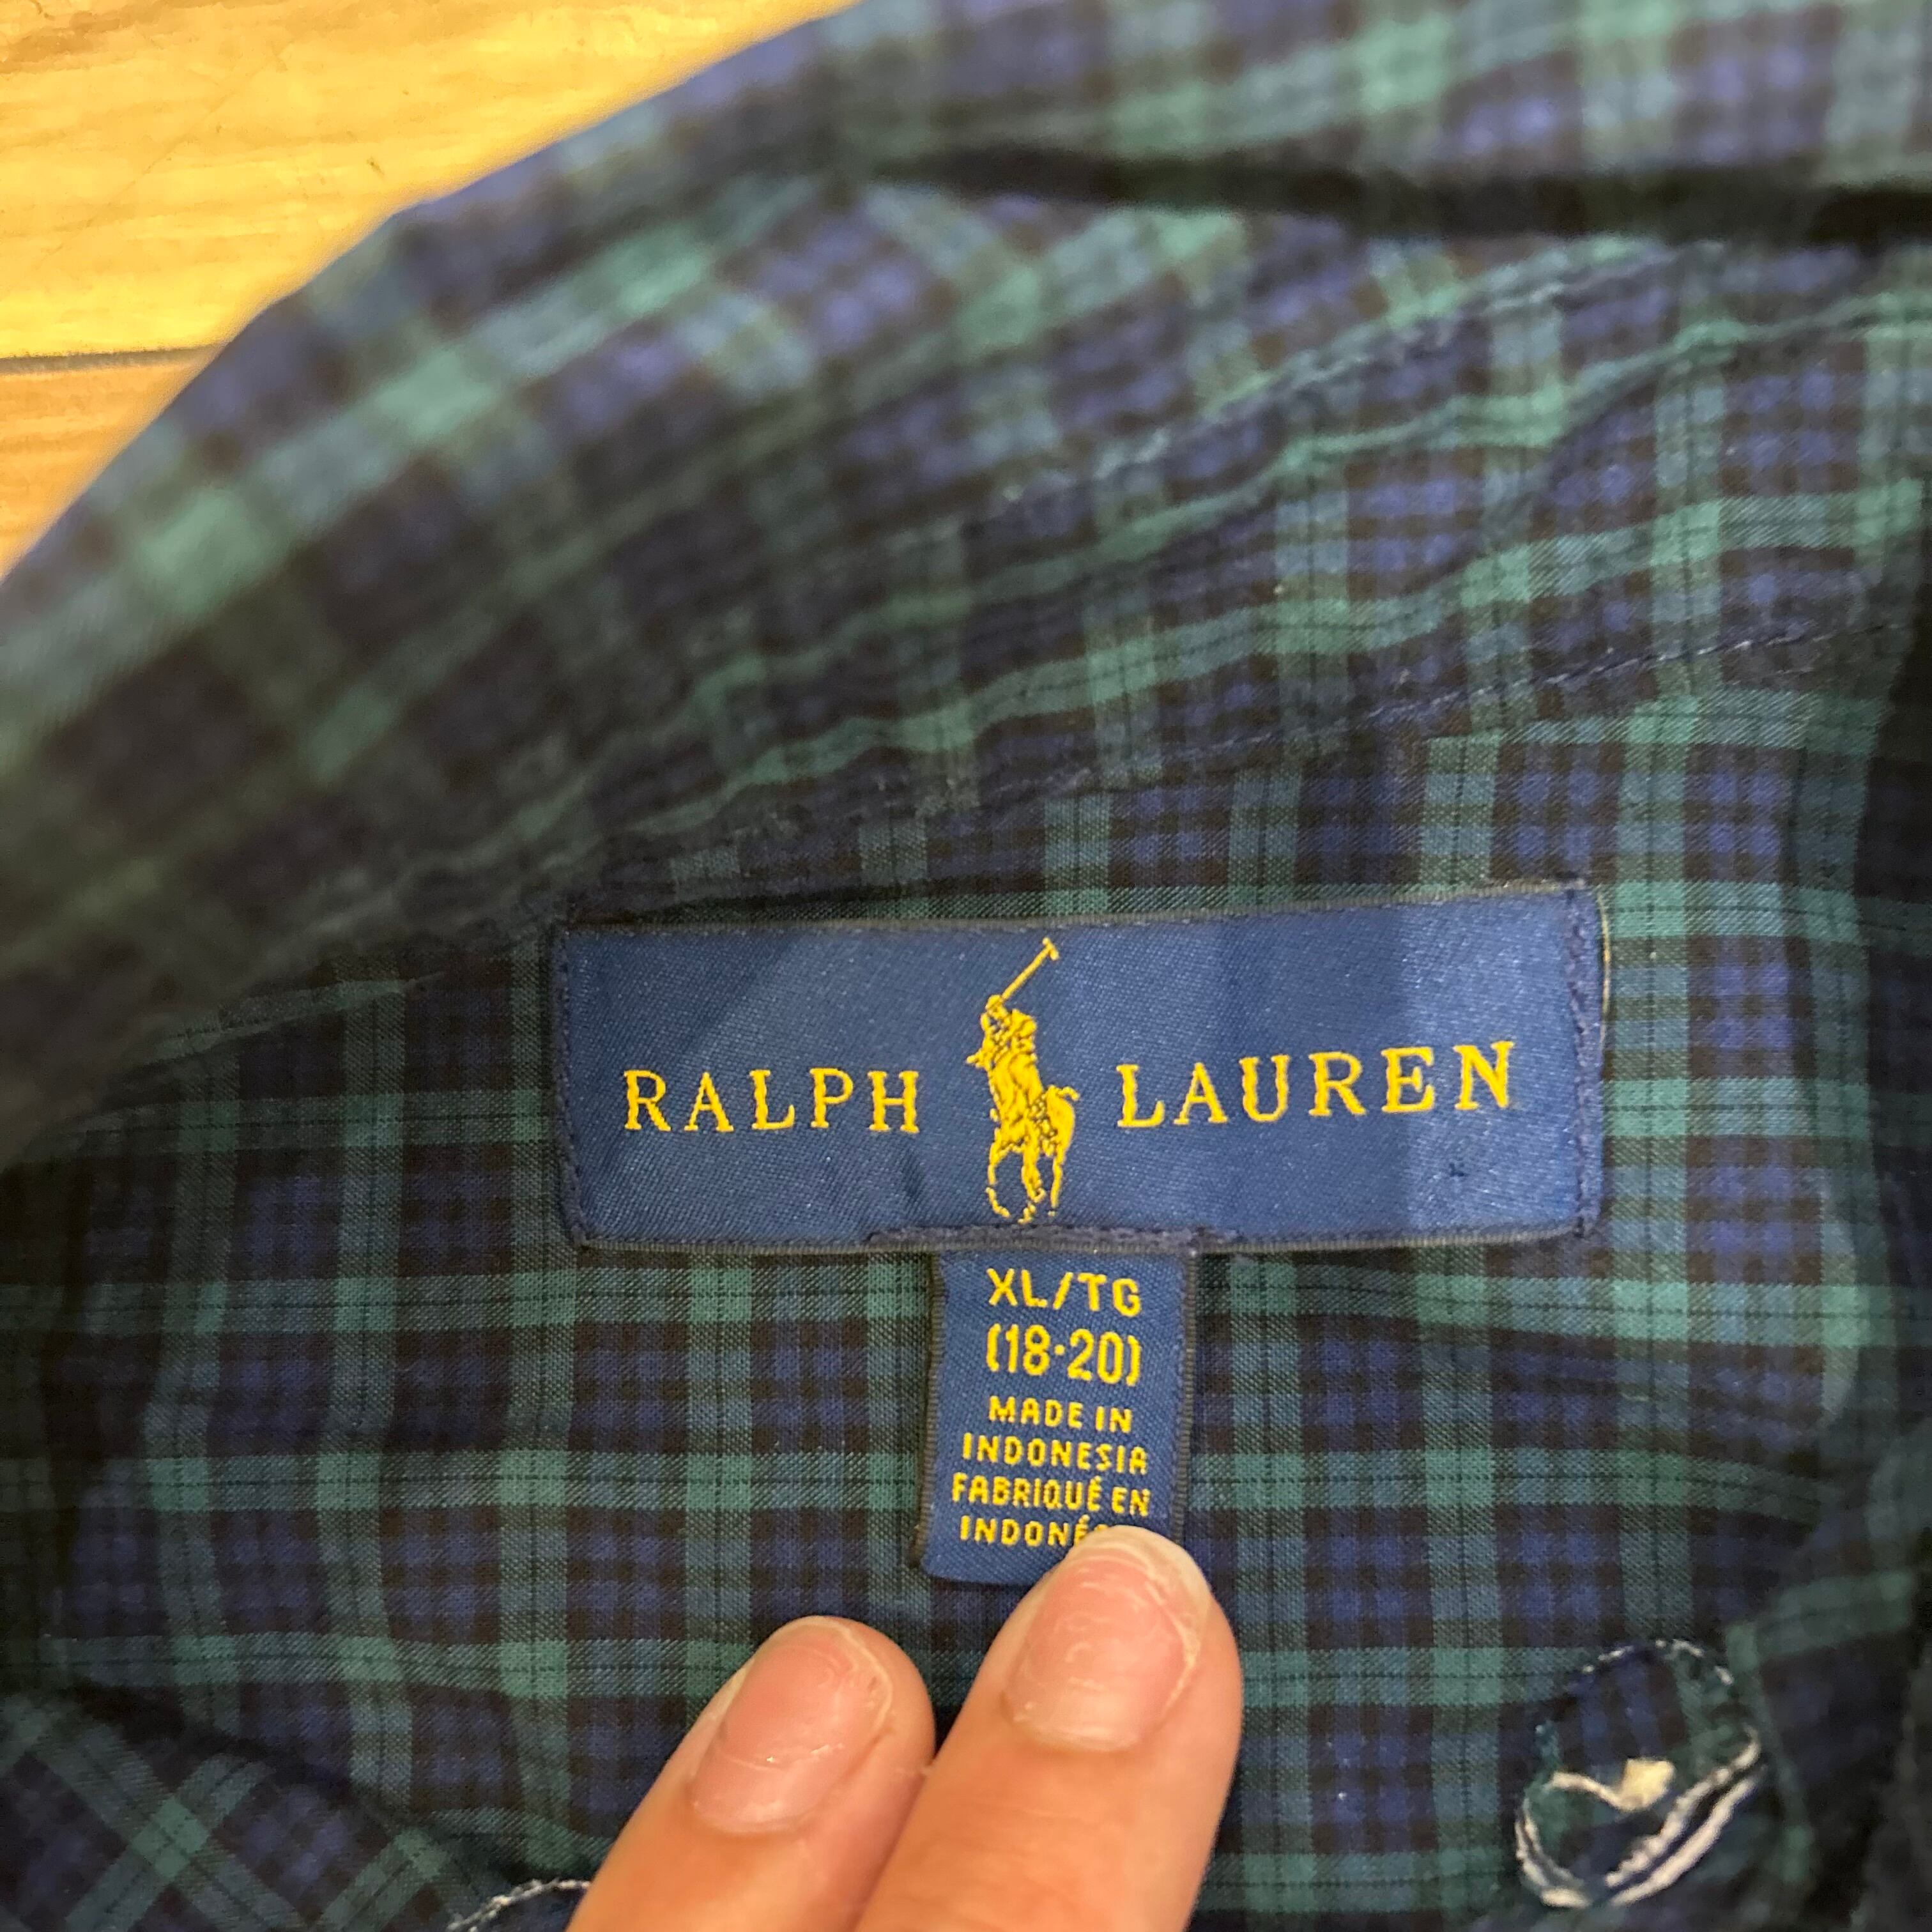 RALPH LAUREN
XL/TG
(18·20)
MADE IN
INDONESIA
FABRIQUÉ EN